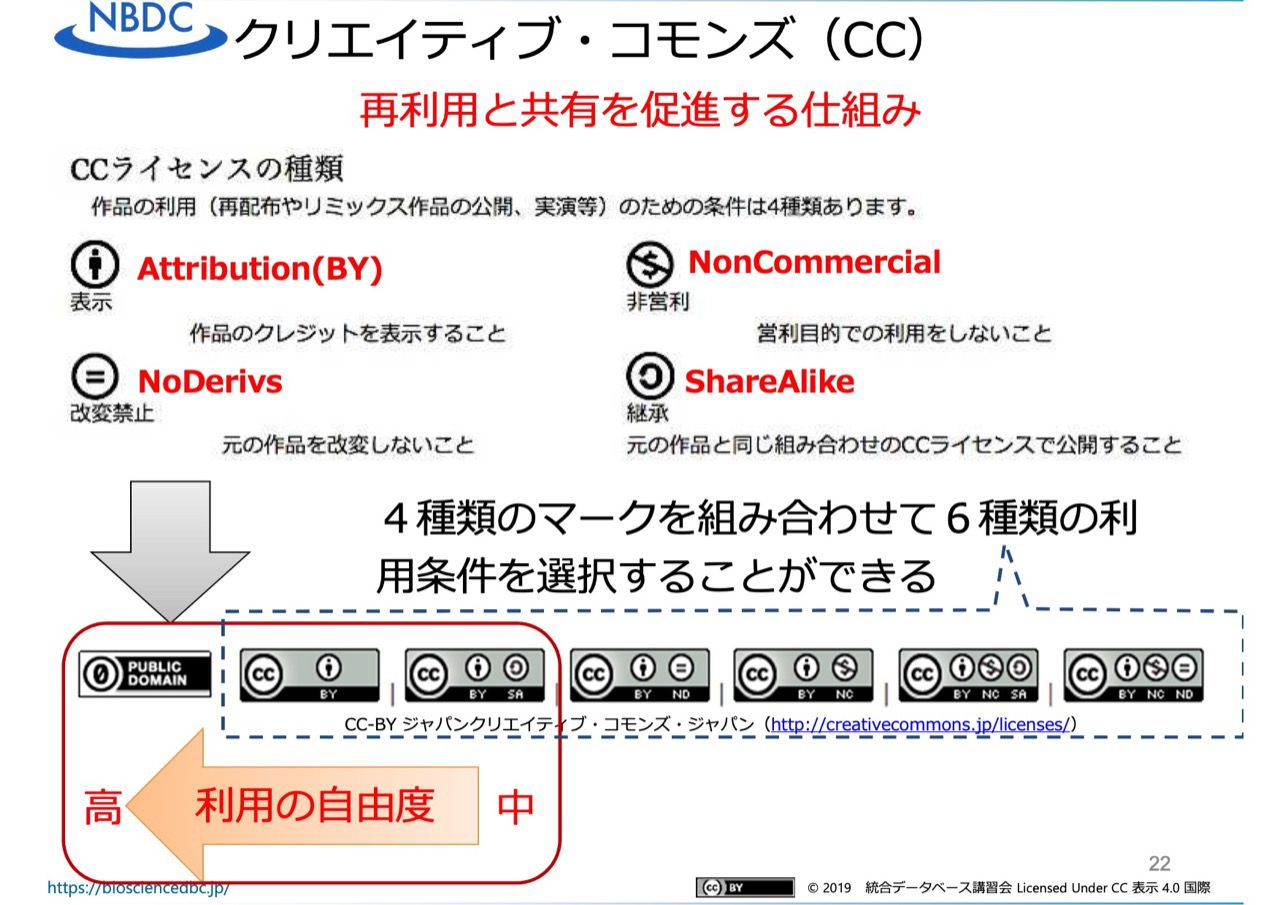 NBDC
クリエイティブ・コモンズ（CC）
再利用と共有を促進する仕組み
CCライセンスの種類
作品の利用（再配布やリミックス作品の公開、実演等）のための条件は4種類あります。
Attribution(BY)
表示
作品のクレジットを表示すること
NonCommercial
非営利
営利目的での利用をしないこと
NoDerivs
改変禁止
元の作品を改変しないこと
ShareAlike
継承
元の作品と同じ組み合わせのCCライセンスで公開すること
４種類のマークを組み合わせて６種類の利
用条件を選択することができる
0 PUBLIC
DOMAIN
cc BY
cc BY SA
cc BY ND
cc BY NC
cc BY NC SA
cc BY NC ND
CC-BY ジャパンクリエイティブ・コモンズ・ジャパン（http://creativecommons.jp/licenses/）
高 利用の自由度 中
22
https://biosciencedbc.jp/
cc BY © 2019 統合データベース講習会 Licensed Under CC 表示 4.0 国際